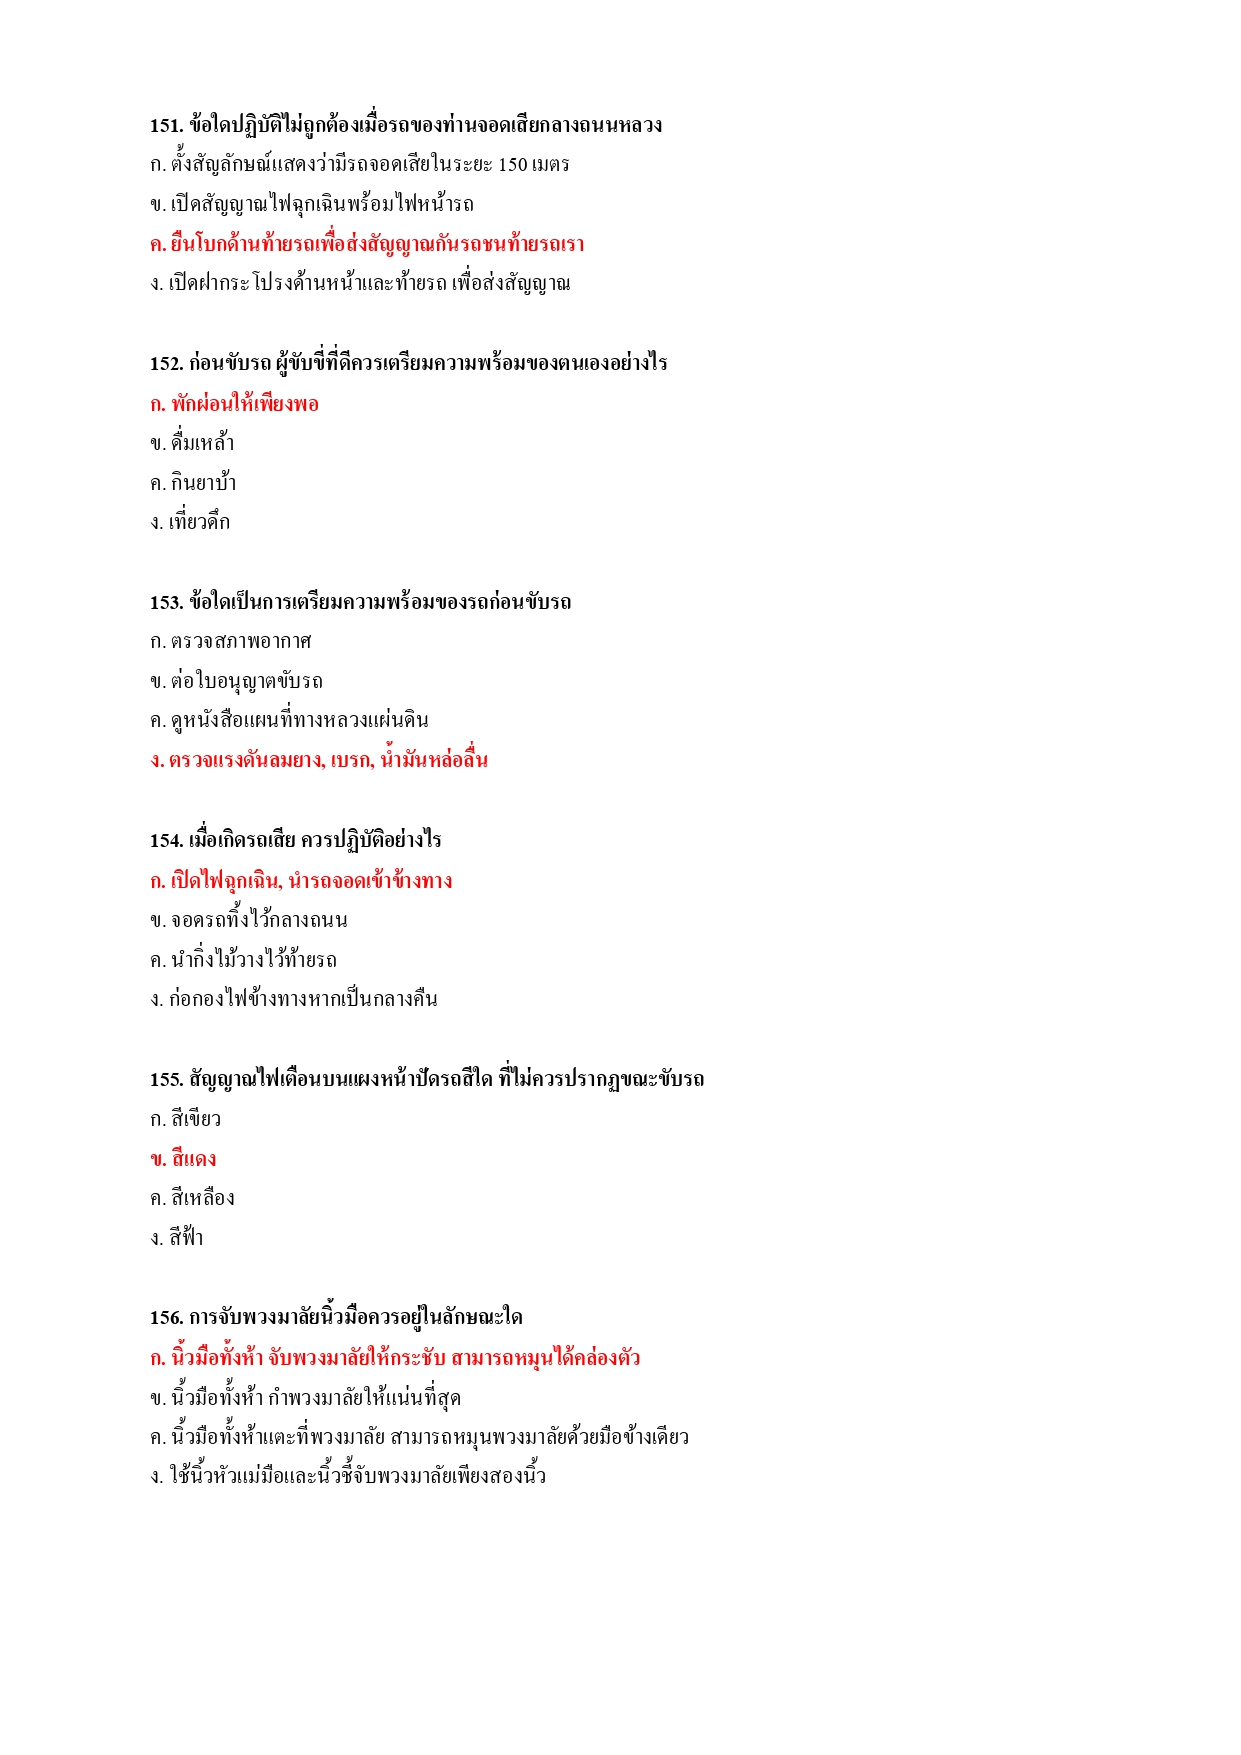 151. ข้อใดปฏิบัติไม่ถูกต้องเมื่อรถของท่านจอดเสียกลางถนนหลวง
ก. ตั้งสัญลักษณ์แสดงว่ามีรถจอดเสียในระยะ 150 เมตร
ข. เปิดสัญญาณไฟฉุกเฉินพร้อมไฟหน้ารถ
ค. ยืนโบกด้านท้ายรถเพื่อส่งสัญญาณกันรถชนท้ายรถเรา
ง. เปิดฝากระโปรงด้านหน้าและท้ายรถ เพื่อส่งสัญญาณ
152. ก่อนขับรถ ผู้ขับขี่ที่ดีควรเตรียมความพร้อมของตนเองอย่างไร
ก. พักผ่อนให้เพียงพอ
ข. ดื่มเหล้า
ค. กินยาบ้า
ง. เที่ยวดึก
153. ข้อใดเป็นการเตรียมความพร้อมของรถก่อนขับรถ
ก. ตรวจสภาพอากาศ
ข. ต่อใบอนุญาตขับรถ
ค. ดูหนังสือแผนที่ทางหลวงแผ่นดิน
ง. ตรวจแรงดันลมยาง, เบรก, น้ำมันหล่อลื่น
154. เมื่อเกิดรถเสีย ควรปฏิบัติอย่างไร
ก. เปิดไฟฉุกเฉิน, นำรถจอดเข้าข้างทาง
ข. จอดรถทิ้งไว้กลางถนน
ค. นำกิ่งไม้วางไว้ท้ายรถ
ง. ก่อกองไฟข้างทางหากเป็นกลางคืน
155. สัญญาณไฟเตือนบนแผงหน้าปัดรถสีใด ที่ไม่ควรปรากฏขณะขับรถ
ก. สีเขียว
ข. สีแดง
ค. สีเหลือง
ง. สีฟ้า
156. การจับพวงมาลัยนิ้วมือควรอยู่ในลักษณะใด
ก. นิ้วมือทั้งห้า จับพวงมาลัยให้กระชับ สามารถหมุนได้คล่องตัว
ข. นิ้วมือทั้งห้า กำพวงมาลัยให้แน่นที่สุด
ค. นิ้วมือทั้งห้าแตะที่พวงมาลัย สามารถหมุนพวงมาลัยด้วยมือข้างเดียว
ง. ใช้นิ้วหัวแม่มือและนิ้วชี้จับพวงมาลัยเพียงสองนิ้ว